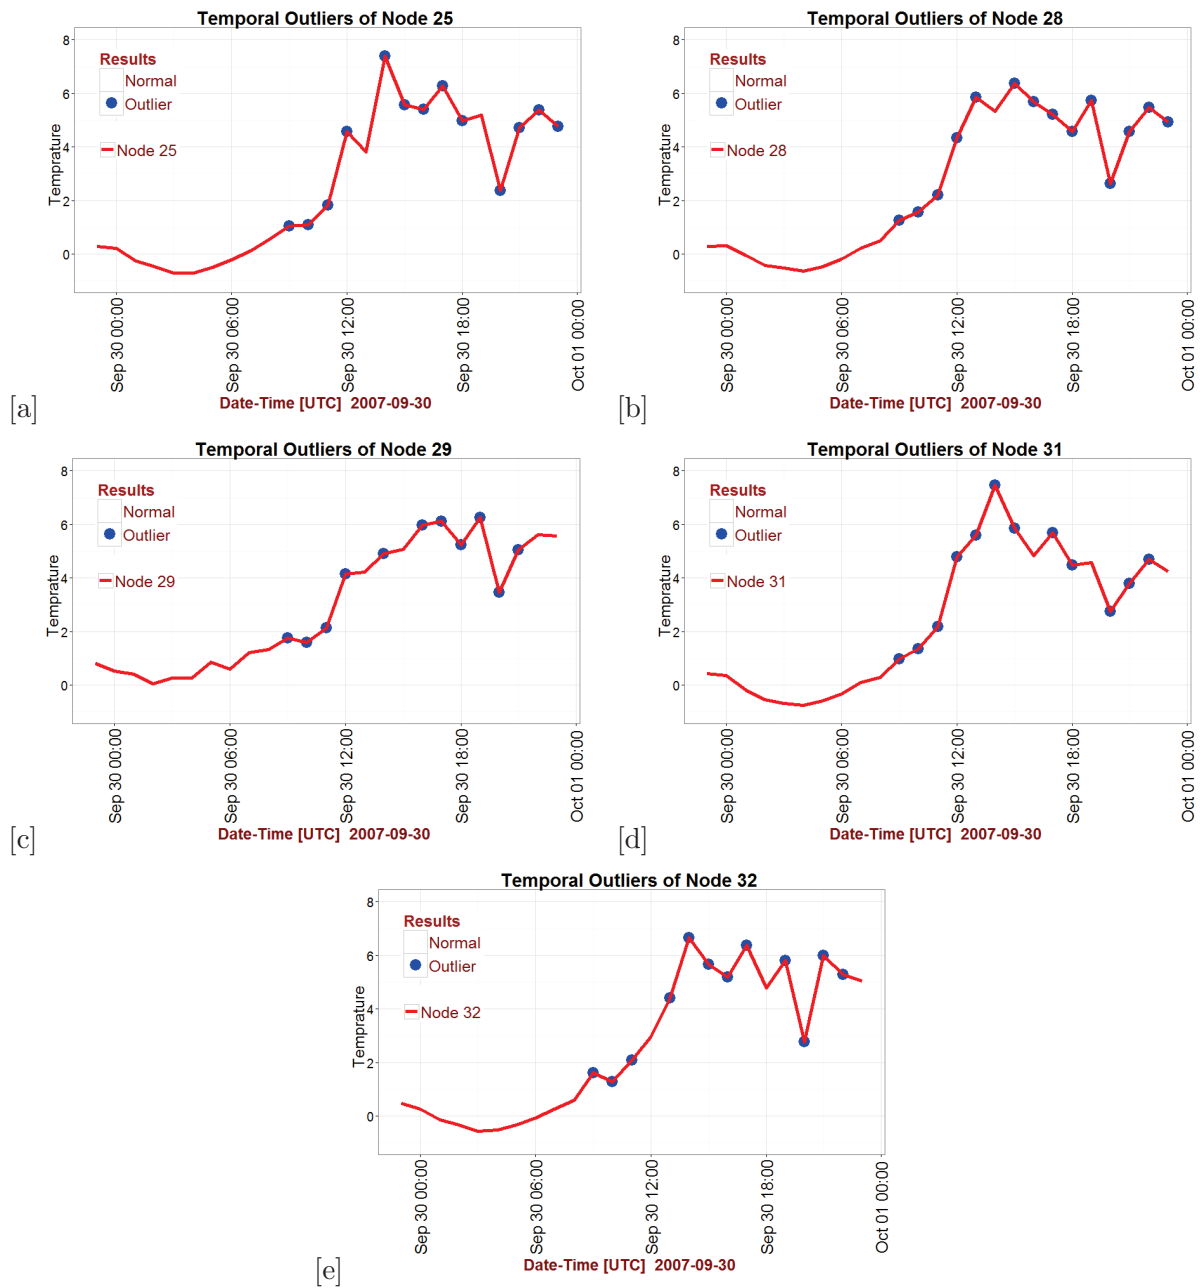 Temporal Outliers of Node 25
8
6
4
2
0
Temprature
Results
Normal
Outlier
Node 25
Sep 30 00:00
Sep 30 06:00
Sep 30 12:00
Sep 30 18:00
Oct 01 00:00
Date-Time [UTC] 2007-09-30
[a]
Temporal Outliers of Node 28
8
6
4
2
0
Temprature
Results
Normal
Outlier
Node 28
Sep 30 00:00
Sep 30 06:00
Sep 30 12:00
Sep 30 18:00
Oct 01 00:00
Date-Time [UTC] 2007-09-30
[b]
Temporal Outliers of Node 29
8
6
4
2
0
Temprature
Results
Normal
Outlier
Node 29
Sep 30 00:00
Sep 30 06:00
Sep 30 12:00
Sep 30 18:00
Oct 01 00:00
Date-Time [UTC] 2007-09-30
[c]
Temporal Outliers of Node 31
8
6
4
2
0
Temprature
Results
Normal
Outlier
Node 31
Sep 30 00:00
Sep 30 06:00
Sep 30 12:00
Sep 30 18:00
Oct 01 00:00
Date-Time [UTC] 2007-09-30
[d]
Temporal Outliers of Node 32
8
6
4
2
0
Temprature
Results
Normal
Outlier
Node 32
Sep 30 00:00
Sep 30 06:00
Sep 30 12:00
Sep 30 18:00
Oct 01 00:00
Date-Time [UTC] 2007-09-30
[e]